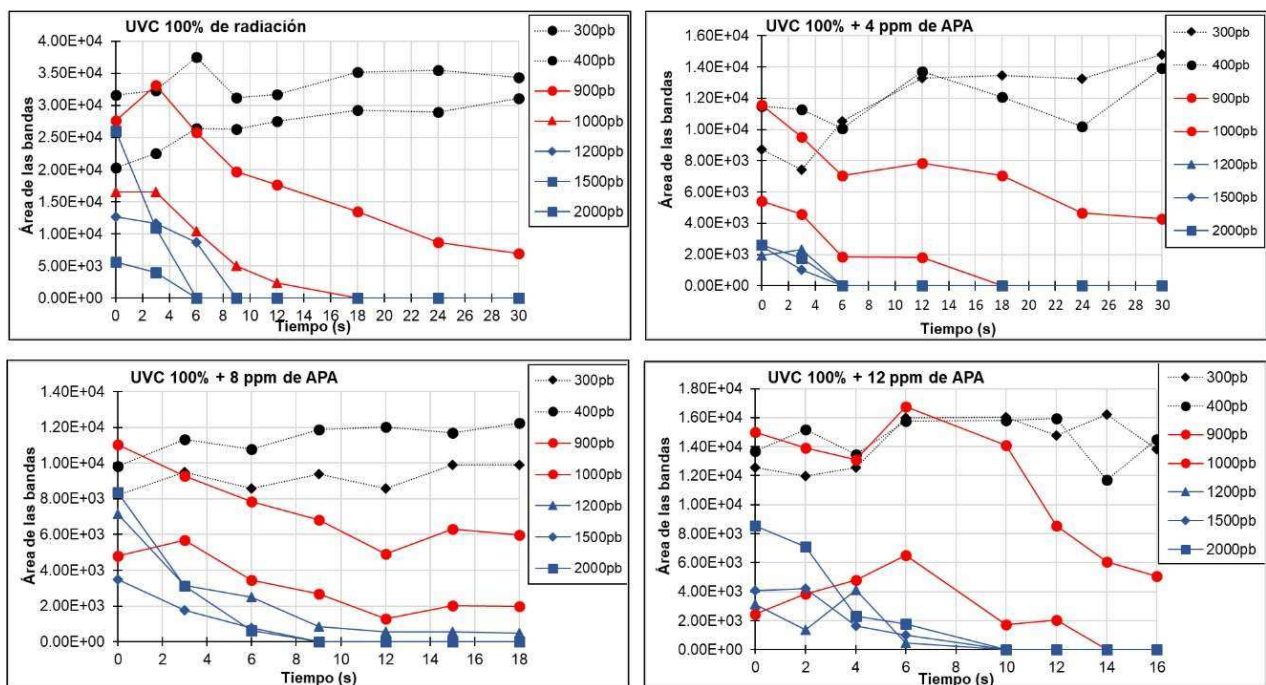 UVC 100% de radiación
4.00E+04
3.50E+04
3.00E+04
2.50E+04
2.00E+04
1.50E+04
1.00E+04
5.00E+03
0.00E+00
Área de las bandas
0 2 4 6 8 10 12 14 16 18 20 22 24 26 28 30
Tiempo (s)
300pb
400pb
900pb
1000pb
1200pb
1500pb
2000pb
UVC 100% + 4 ppm de APA
1.60E+04
1.40E+04
1.20E+04
1.00E+04
8.00E+03
6.00E+03
4.00E+03
2.00E+03
0.00E+00
Área de las bandas
0 2 4 6 8 10 12 14 16 18 20 22 24 26 28 30
Tiempo (s)
300pb
400pb
900pb
1000pb
1200pb
1500pb
2000pb
UVC 100% + 8 ppm de APA
1.40E+04
1.20E+04
1.00E+04
8.00E+03
6.00E+03
4.00E+03
2.00E+03
0.00E+00
Área de las bandas
0 2 4 6 8 10 12 14 16 18
Tiempo (s)
300pb
400pb
900pb
1000pb
1200pb
1500pb
2000pb
UVC 100% + 12 ppm de APA
1.80E+04
1.60E+04
1.40E+04
1.20E+04
1.00E+04
8.00E+03
6.00E+03
4.00E+03
2.00E+03
0.00E+00
Área de las bandas
0 2 4 6 8 10 12 14 16
Tiempo (s)
300pb
400pb
900pb
1000pb
1200pb
1500pb
2000pb